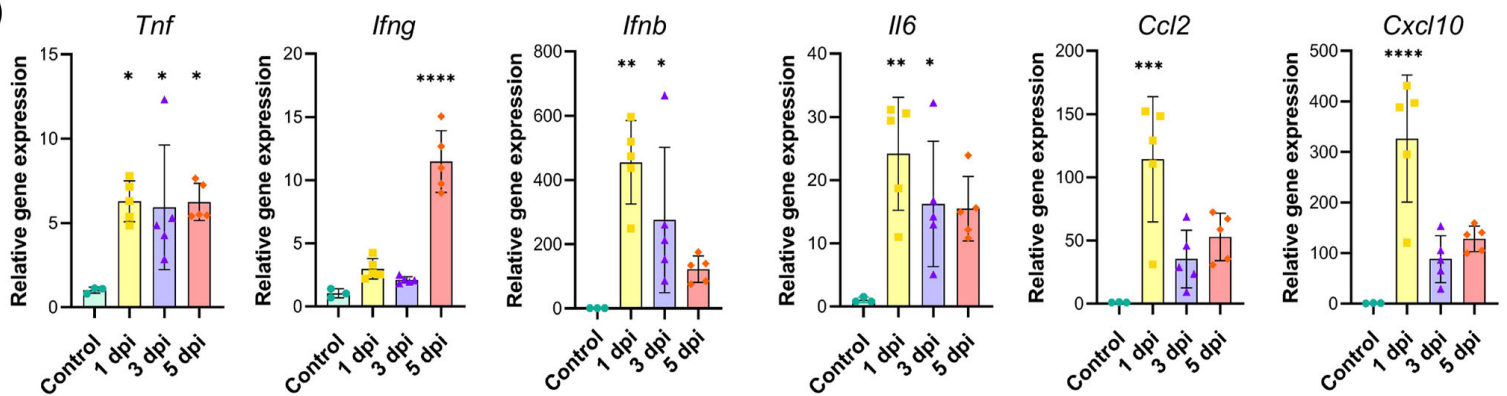 )
Tnf
Relative gene expression
15
10
5
0
* * *
Control
1 dpi
3 dpi
5 dpi
Ifng
Relative gene expression
20
15
10
5
0
****
Control
1 dpi
3 dpi
5 dpi
Ifnb
Relative gene expression
800
600
400
200
0
** *
Control
1 dpi
3 dpi
5 dpi
Il6
Relative gene expression
40
30
20
10
0
** *
Control
1 dpi
3 dpi
5 dpi
Ccl2
Relative gene expression
200
150
100
50
0
***
Control
1 dpi
3 dpi
5 dpi
Cxcl10
Relative gene expression
500
400
300
200
100
0
****
Control
1 dpi
3 dpi
5 dpi